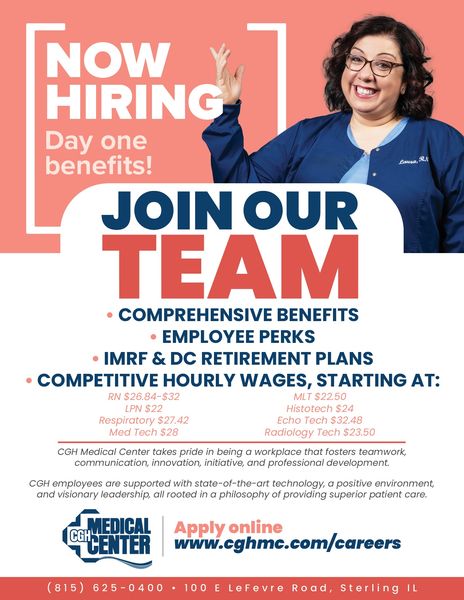 NOW
HIRING
Day one
benefits!
Laura, R.N.
JOIN OUR
TEAM
• COMPREHENSIVE BENEFITS
• EMPLOYEE PERKS
• IMRF & DC RETIREMENT PLANS
• COMPETITIVE HOURLY WAGES, STARTING AT:
RN $26.84-$32
LPN $22
Respiratory $27.42
Med Tech $28
MLT $22.50
Histotech $24
Echo Tech $32.48
Radiology Tech $23.50
CGH Medical Center takes pride in being a workplace that fosters teamwork,
communication, innovation, initiative, and professional development.
CGH employees are supported with state-of-the-art technology, a positive environment,
and visionary leadership, all rooted in a philosophy of providing superior patient care.
CGH MEDICAL
CENTER
Apply online
www.cghmc.com/careers
(815) 625-0400 • 100 E LeFevre Road, Sterling IL